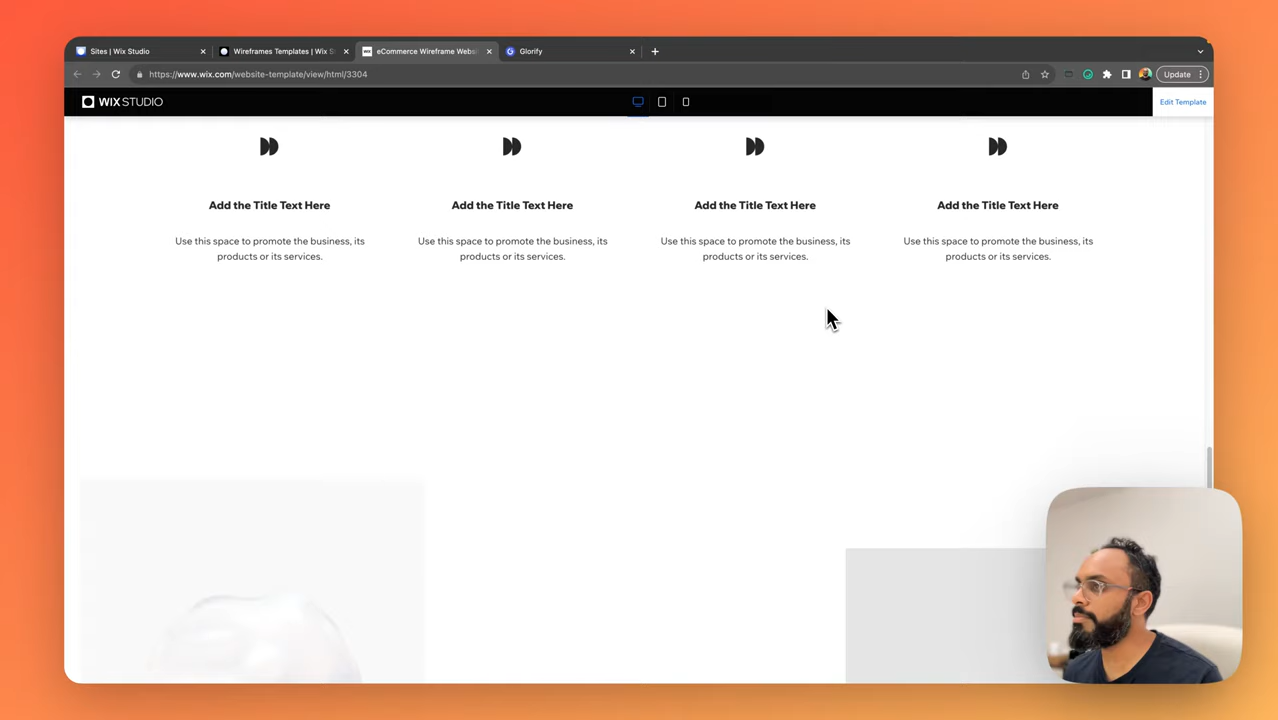 Sites | Wix Studio
Wireframes Templates | Wix S
eCommerce Wireframe Websi
Glorify
https://www.wix.com/website-template/view/html/3304
Update
WIX STUDIO
Edit Template
Add the Title Text Here
Add the Title Text Here
Add the Title Text Here
Add the Title Text Here
Use this space to promote the business, its
products or its services.
Use this space to promote the business, its
products or its services.
Use this space to promote the business, its
products or its services.
Use this space to promote the business, its
products or its services.